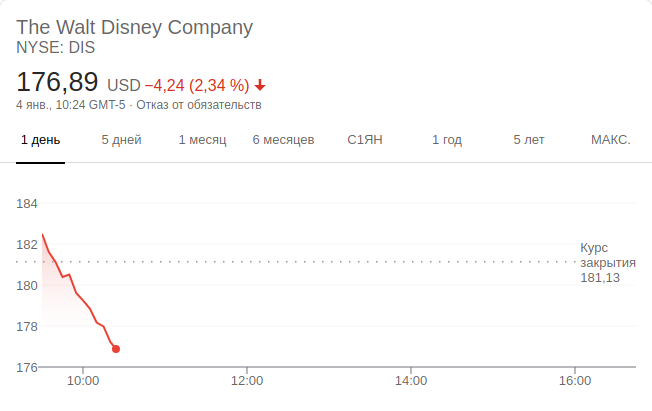 The Walt Disney Company
NYSE: DIS
176,89 USD −4,24 (2,34 %)
4 янв., 10:24 GMT-5 · Отказ от обязательств
1 день 5 дней 1 месяц 6 месяцев С1ЯН 1 год 5 лет МАКС.
184
182
180
178
176
Курс
закрытия
181,13
10:00 12:00 14:00 16:00